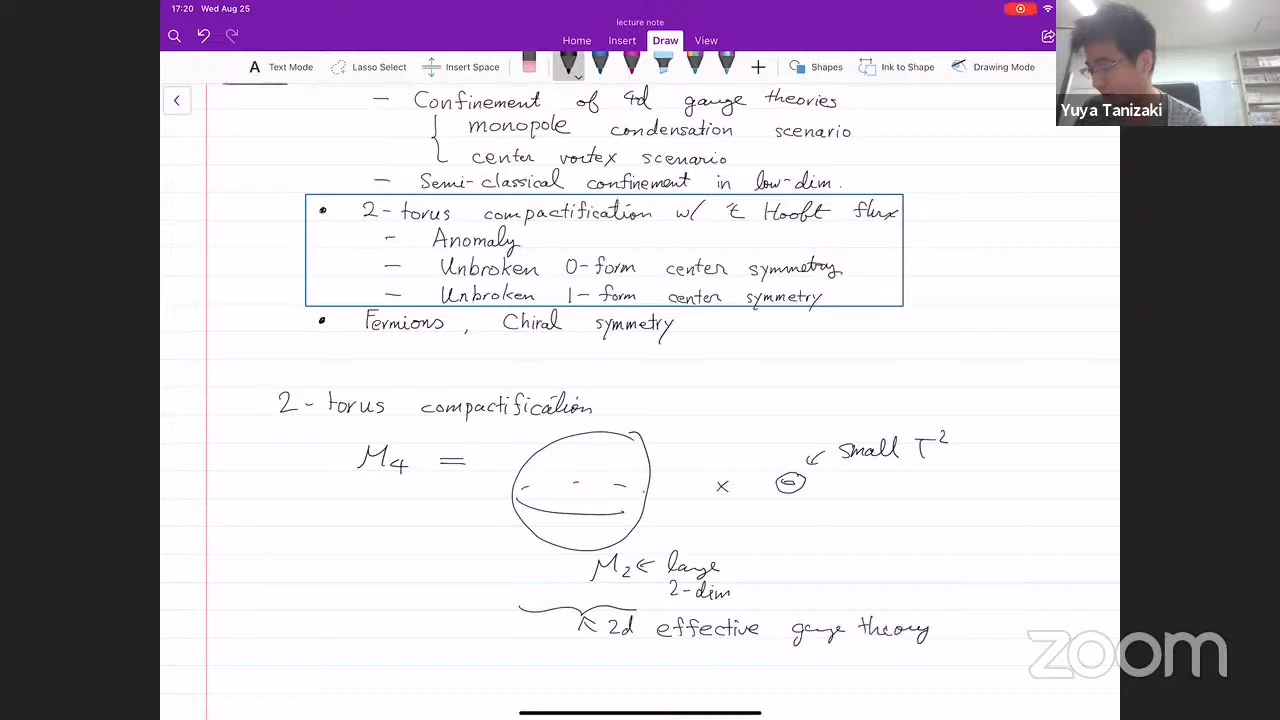 17:20 Wed Aug 25
lecture note
Home Insert Draw View
Text Mode Lasso Select Insert Space Shapes Ink to Shape Drawing Mode
Yuya Tanizaki
- Confinement of 4d gauge theories
monopole condensation scenario
center vortex scenario
- Semi-classical confinement in low-dim.
• 2-torus compactification w/ 't Hooft flux
- Anomaly
- Unbroken 0-form center symmetry
- Unbroken 1-form center symmetry
• Fermions, Chiral symmetry
2-torus compactification
small T²
M₄ = ×
M₂ ← large
2-dim
↖ 2d effective gauge theory
zoom